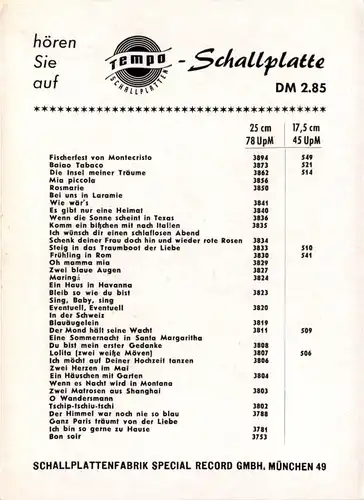 hören
Sie
auf
TEMPO
SCHALLPLATTEN
- Schallplatte
DM 2.85
25 cm 17,5 cm
78 UpM 45 UpM
Fischerfest von Montecristo 3894 549
Baiao Tabaco 3873 521
Die Insel meiner Träume 3862 514
Mia piccola 3856
Rosmarie 3850
Bei uns in Laramie
Wie wär's 3841
Es gibt nur eine Heimat 3840
Wenn die Sonne scheint in Texas 3836
Komm ein bißchen mit nach Italien 3835
Ich wünsch dir einen schlaflosen Abend
Schenk deiner Frau doch hin und wieder rote Rosen 3834
Steig in das Traumboot der Liebe 3833 510
Frühling in Rom 3830 541
Oh mamma mia 3829
Zwei blaue Augen 3827
Maringá 3824
Ein Haus in Havanna
Bleib so wie du bist 3823
Sing, Baby, sing
Eventuell, Eventuell 3820
In der Schweiz
Blauäugelein 3819
Der Mond hält seine Wacht 3811 509
Eine Sommernacht in Santa Margaritha
Du bist mein erster Gedanke 3808
Lolita (zwei weiße Möven) 3807 506
Ich möcht auf Deiner Hochzeit tanzen 3806
Zwei Herzen im Mai
Ein Häuschen mit Garten 3804
Wenn es Nacht wird in Montana
Zwei Matrosen aus Shanghai 3803
O Wandersmann
Tschip-tschiu-tschi 3802
Der Himmel war noch nie so blau 3788
Ganz Paris träumt von der Liebe
Ich bin so gerne zu Hause 3781
Bon soir 3753
SCHALLPLATTENFABRIK SPECIAL RECORD GMBH. MÜNCHEN 49